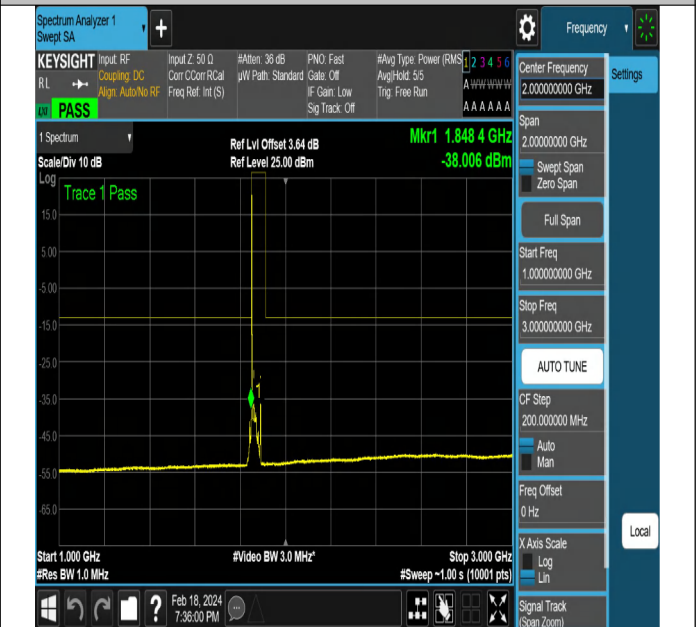 Spectrum Analyzer 1
Swept SA
Frequency
KEYSIGHT
Input: RF
Coupling: DC
Align: Auto/No RF
Input Z: 50 Ω
Corr CCorr RCal
Freq Ref: Int (S)
#Atten: 36 dB
µW Path: Standard
PNO: Fast
Gate: Off
IF Gain: Low
Sig Track: Off
#Avg Type: Power (RMS
Avg|Hold: 5/5
Trig: Free Run
1 2 3 4 5 6
A W W W W W
A A A A A A
RL
PASS
1 Spectrum
Scale/Div 10 dB
Ref Lvl Offset 3.64 dB
Ref Level 25.00 dBm
Mkr1 1.848 4 GHz
-38.006 dBm
Log
Trace 1 Pass
15.0
5.00
-5.00
-15.0
-25.0
-35.0
-45.0
-55.0
-65.0
1
Start 1.000 GHz
#Res BW 1.0 MHz
#Video BW 3.0 MHz*
Stop 3.000 GHz
#Sweep ~1.00 s (10001 pts)
Center Frequency
2.000000000 GHz
Settings
Span
2.00000000 GHz
Swept Span
Zero Span
Full Span
Start Freq
1.000000000 GHz
Stop Freq
3.000000000 GHz
AUTO TUNE
CF Step
200.000000 MHz
Auto
Man
Freq Offset
0 Hz
X Axis Scale
Log
Lin
Signal Track
(Span Zoom)
Local
?
Feb 18, 2024
7:36:00 PM